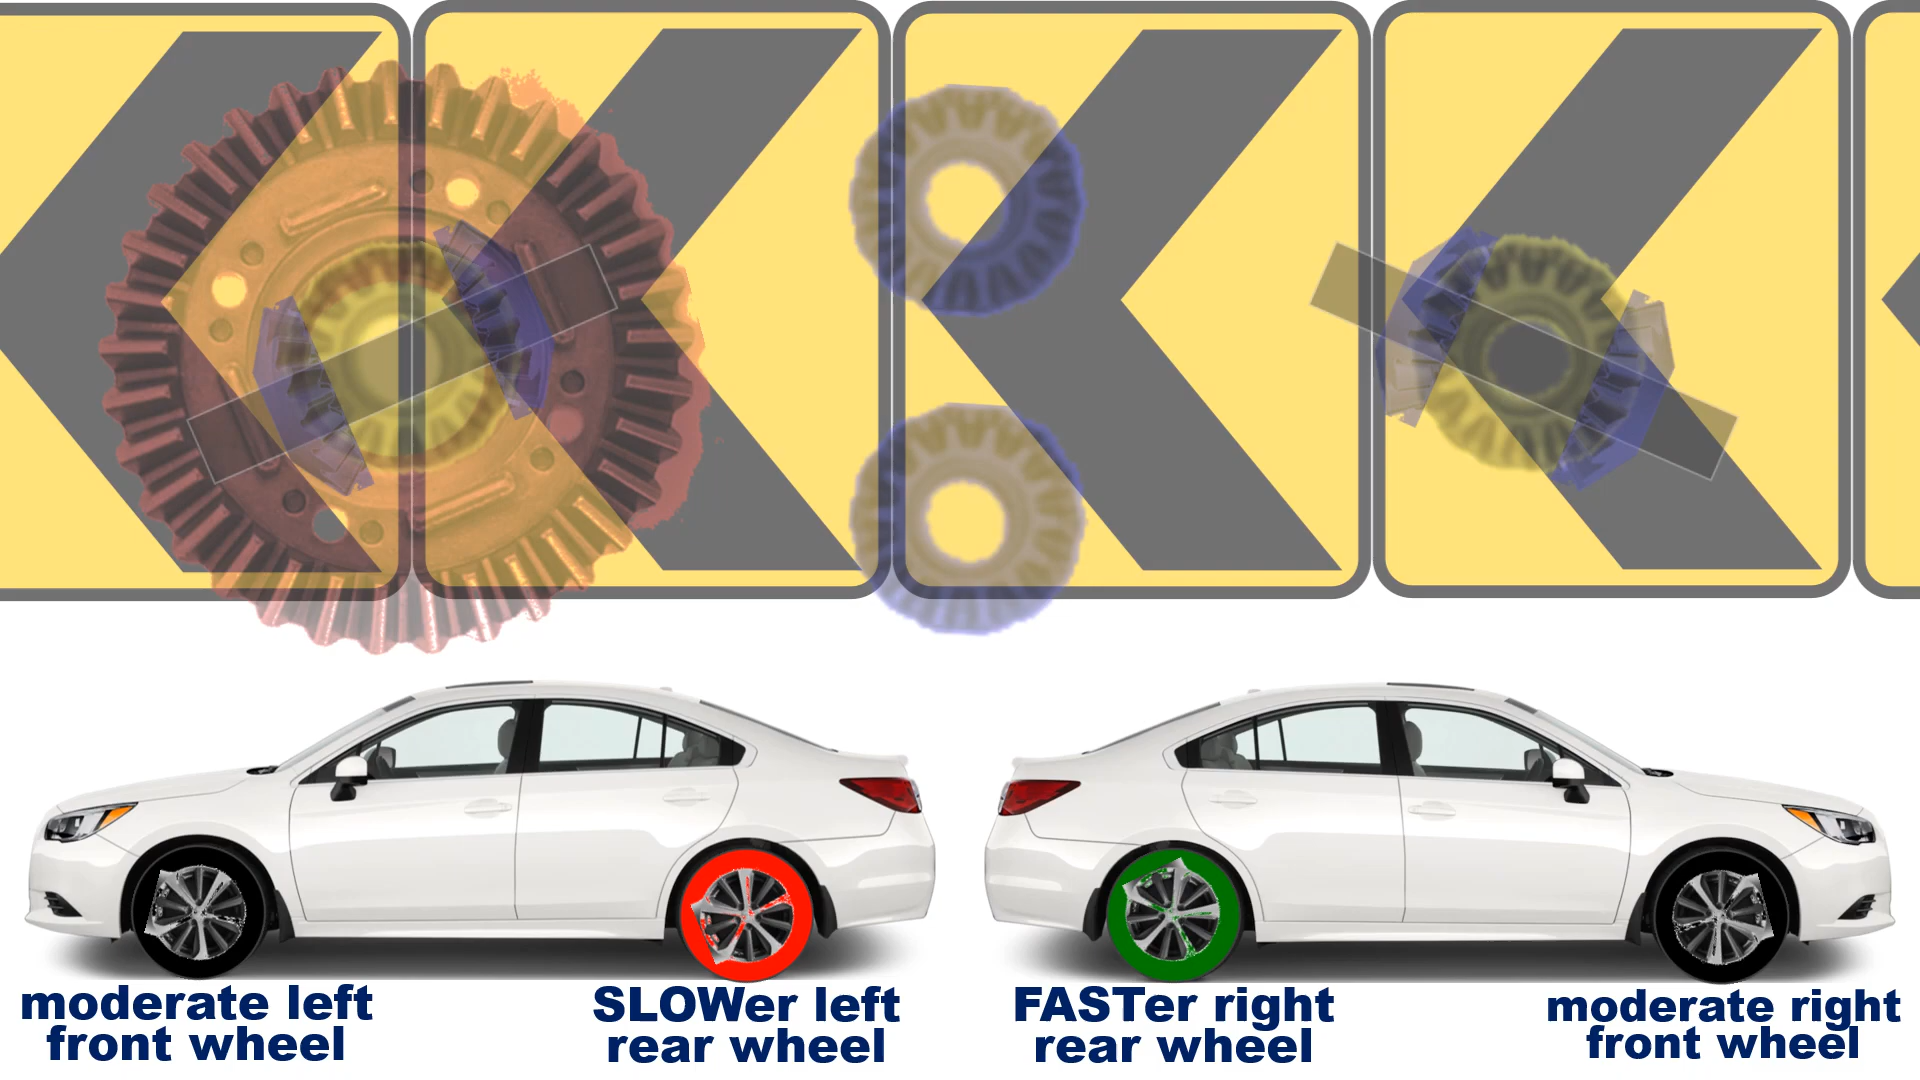 moderate left
front wheel
SLOWer left
rear wheel
FASTer right
rear wheel
moderate right
front wheel